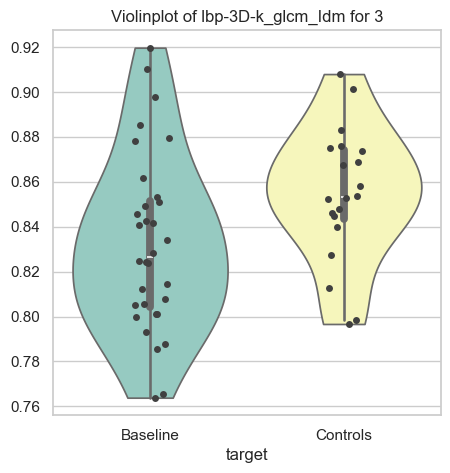 Violinplot of lbp-3D-k_glcm_Idm for 3
0.92
0.90
0.88
0.86
0.84
0.82
0.80
0.78
0.76
Baseline
Controls
target